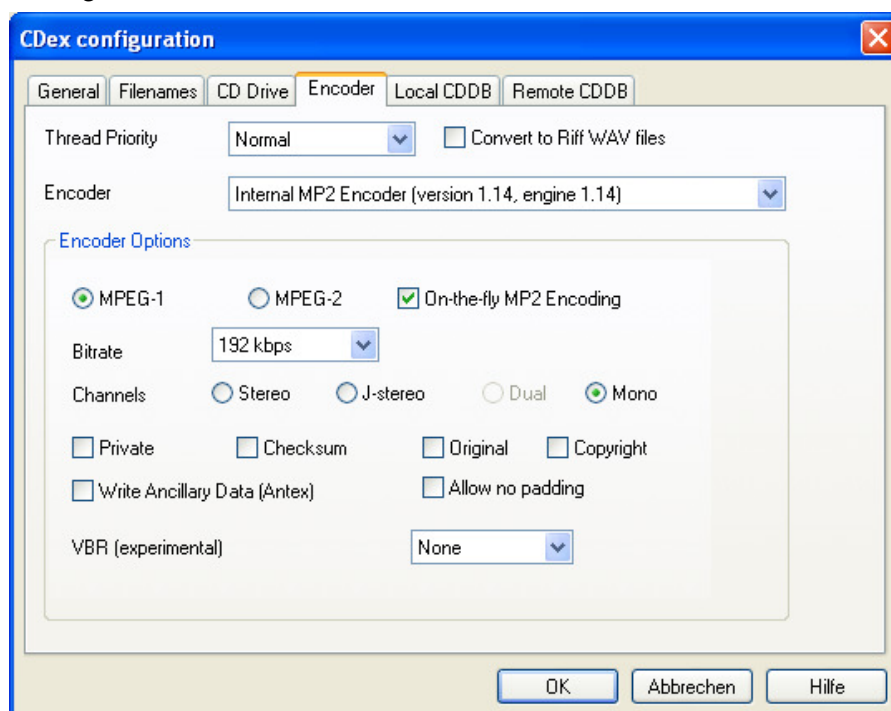 CDex configuration
General Filenames CD Drive Encoder Local CDDB Remote CDDB
Thread Priority Normal Convert to Riff WAV files
Encoder Internal MP2 Encoder (version 1.14, engine 1.14)
Encoder Options
MPEG-1 MPEG-2 On-the-fly MP2 Encoding
Bitrate 192 kbps
Channels Stereo J-stereo Dual Mono
Private Checksum Original Copyright
Write Ancillary Data (Antex) Allow no padding
VBR (experimental) None
OK Abbrechen Hilfe